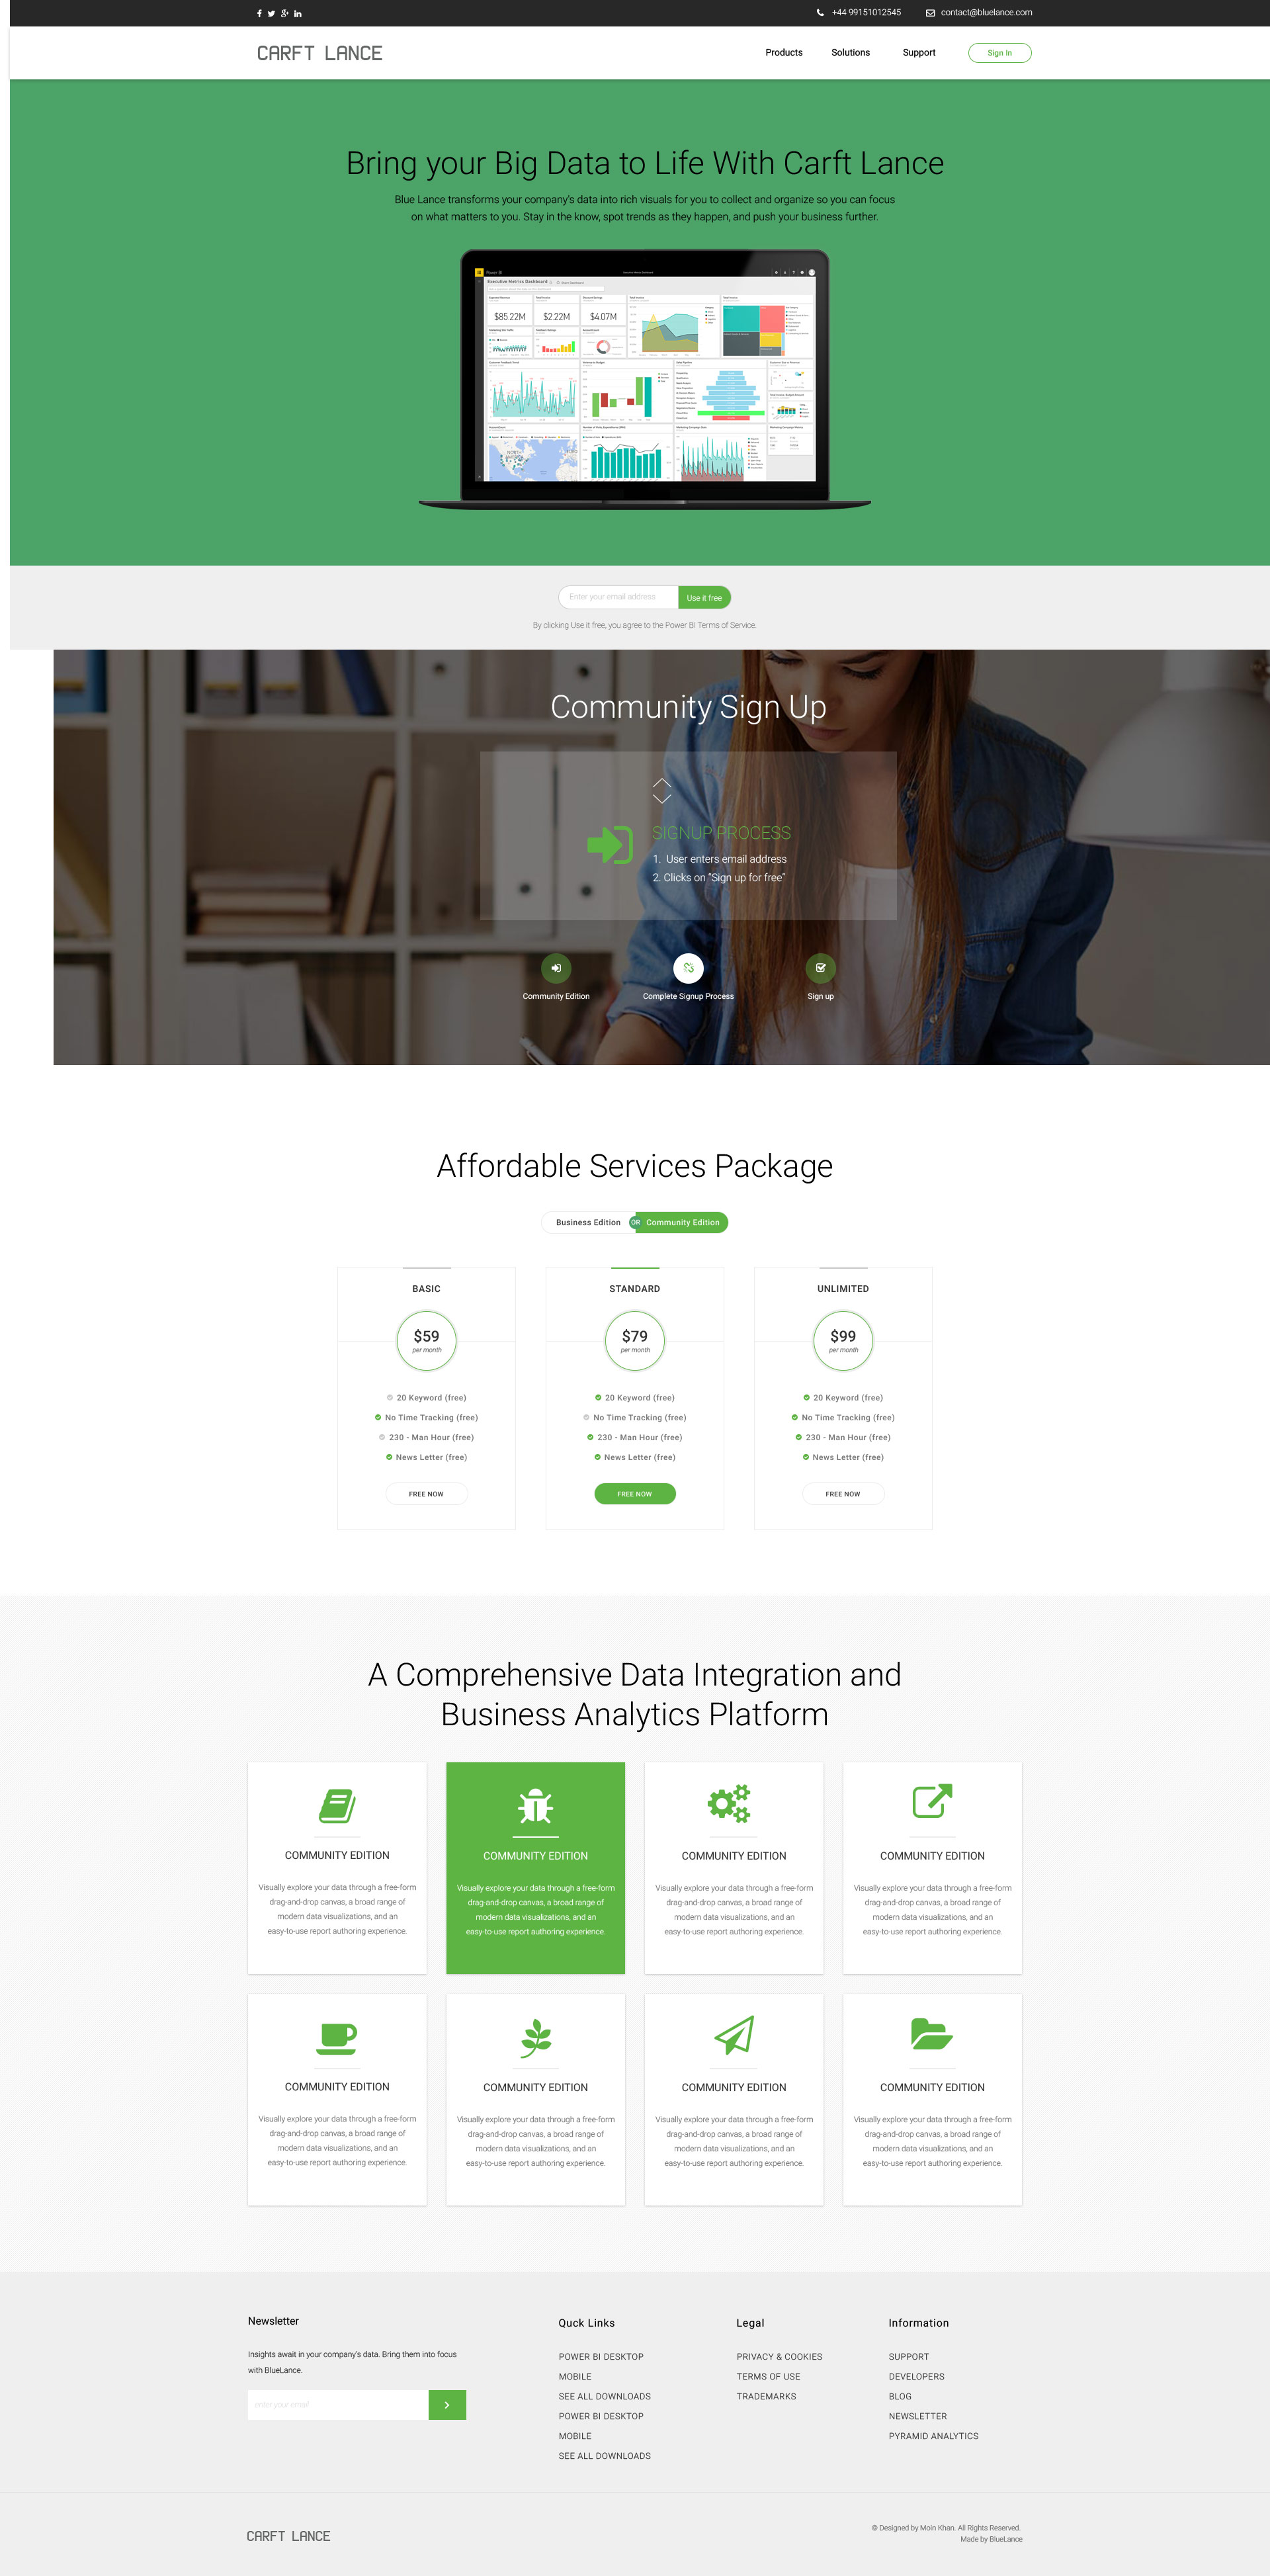 +44 99151012545
contact@bluelance.com
CARFT LANCE
Products
Solutions
Support
Sign In
Bring your Big Data to Life With Carft Lance
Blue Lance transforms your company's data into rich visuals for you to collect and organize so you can focus
on what matters to you. Stay in the know, spot trends as they happen, and push your business further.
Power BI
Executive Metrics Dashboard
$85.22M
$2.22M
$4.07M
Enter your email address
Use it free
By clicking Use it free, you agree to the Power BI Terms of Service.
Community Sign Up
SIGNUP PROCESS
1. User enters email address
2. Clicks on "Sign up for free"
Community Edition
Complete Signup Process
Sign up
Affordable Services Package
Business Edition
OR
Community Edition
BASIC
$59
per month
20 Keyword (free)
No Time Tracking (free)
230 - Man Hour (free)
News Letter (free)
FREE NOW
STANDARD
$79
per month
20 Keyword (free)
No Time Tracking (free)
230 - Man Hour (free)
News Letter (free)
FREE NOW
UNLIMITED
$99
per month
20 Keyword (free)
No Time Tracking (free)
230 - Man Hour (free)
News Letter (free)
FREE NOW
A Comprehensive Data Integration and
Business Analytics Platform
COMMUNITY EDITION
Visually explore your data through a free-form
drag-and-drop canvas, a broad range of
modern data visualizations, and an
easy-to-use report authoring experience.
COMMUNITY EDITION
Visually explore your data through a free-form
drag-and-drop canvas, a broad range of
modern data visualizations, and an
easy-to-use report authoring experience.
COMMUNITY EDITION
Visually explore your data through a free-form
drag-and-drop canvas, a broad range of
modern data visualizations, and an
easy-to-use report authoring experience.
COMMUNITY EDITION
Visually explore your data through a free-form
drag-and-drop canvas, a broad range of
modern data visualizations, and an
easy-to-use report authoring experience.
COMMUNITY EDITION
Visually explore your data through a free-form
drag-and-drop canvas, a broad range of
modern data visualizations, and an
easy-to-use report authoring experience.
COMMUNITY EDITION
Visually explore your data through a free-form
drag-and-drop canvas, a broad range of
modern data visualizations, and an
easy-to-use report authoring experience.
COMMUNITY EDITION
Visually explore your data through a free-form
drag-and-drop canvas, a broad range of
modern data visualizations, and an
easy-to-use report authoring experience.
COMMUNITY EDITION
Visually explore your data through a free-form
drag-and-drop canvas, a broad range of
modern data visualizations, and an
easy-to-use report authoring experience.
Newsletter
Insights await in your company's data. Bring them into focus
with BlueLance.
enter your email
Quck Links
POWER BI DESKTOP
MOBILE
SEE ALL DOWNLOADS
POWER BI DESKTOP
MOBILE
SEE ALL DOWNLOADS
Legal
PRIVACY & COOKIES
TERMS OF USE
TRADEMARKS
Information
SUPPORT
DEVELOPERS
BLOG
NEWSLETTER
PYRAMID ANALYTICS
CARFT LANCE
© Designed by Moin Khan. All Rights Reserved.
Made by BlueLance